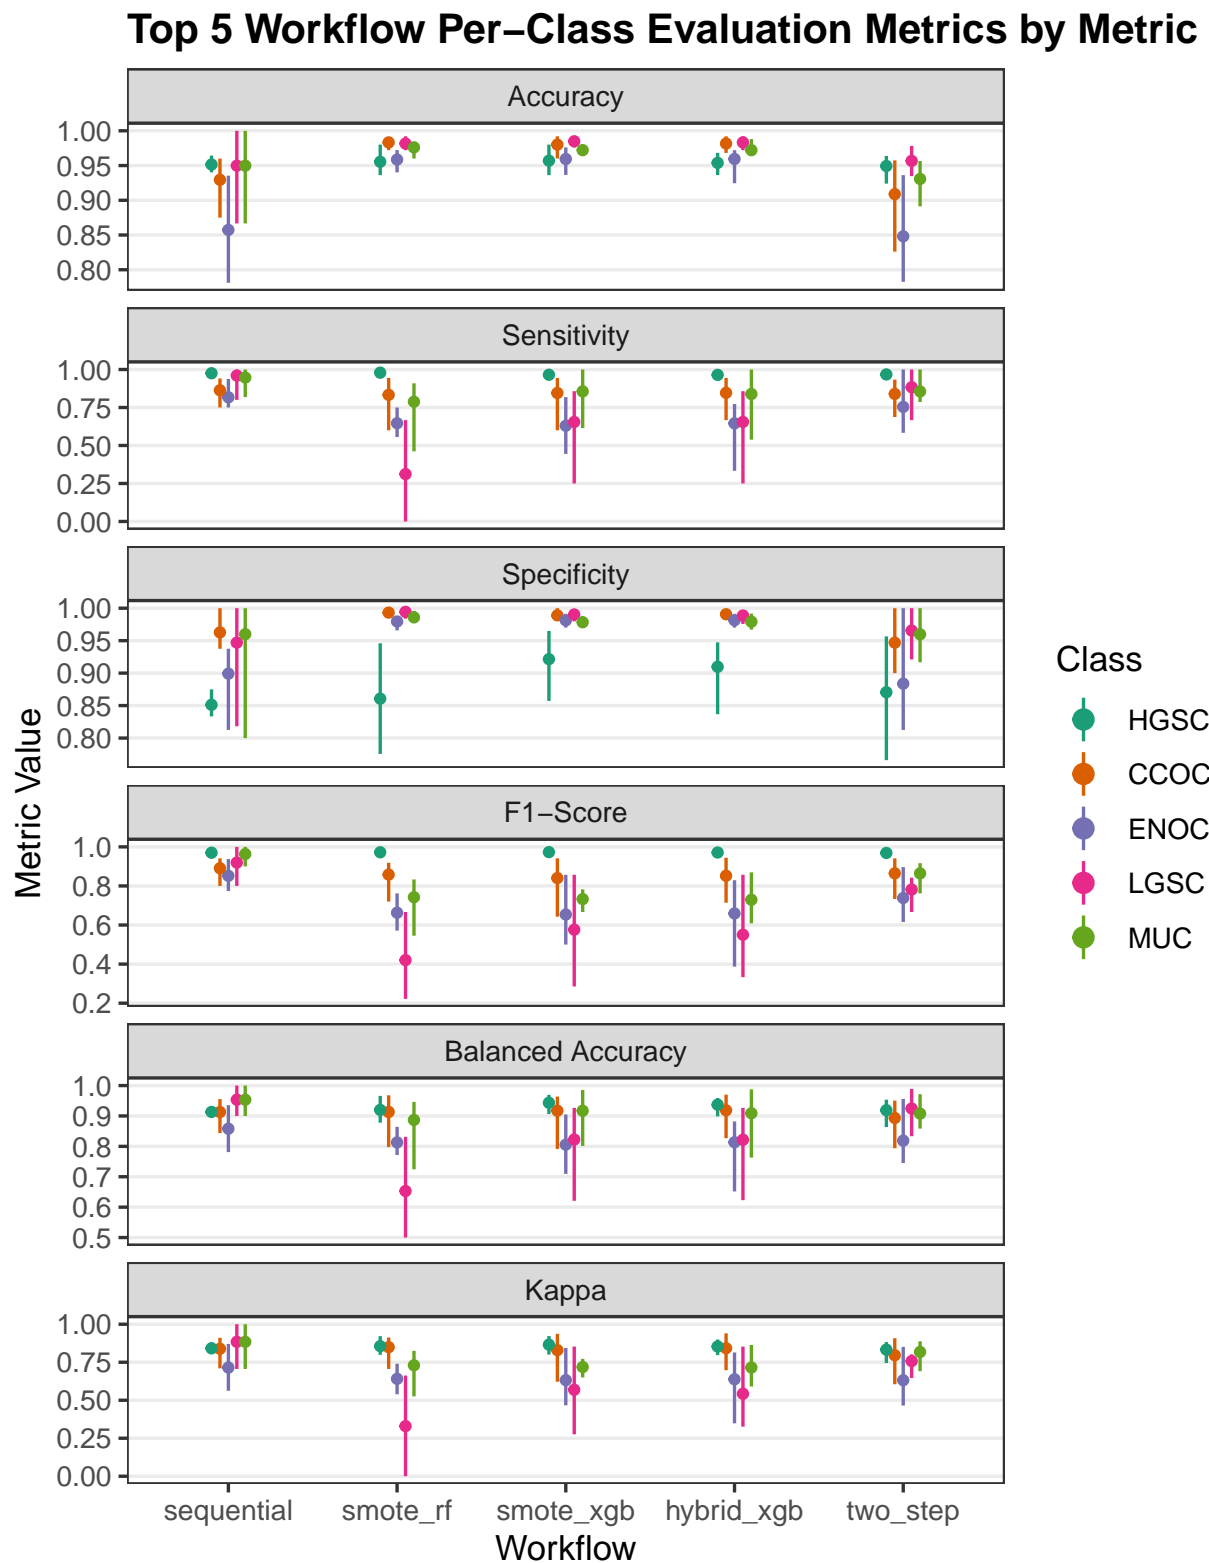 Top 5 Workflow Per−Class Evaluation Metrics by Metric
Accuracy
1.00
0.95
0.90
0.85
0.80
Sensitivity
1.00
0.75
0.50
0.25
0.00
Specificity
1.00
0.95
0.90
0.85
0.80
F1−Score
1.0
0.8
0.6
0.4
0.2
Balanced Accuracy
1.0
0.9
0.8
0.7
0.6
0.5
Kappa
1.00
0.75
0.50
0.25
0.00
sequential smote_rf smote_xgb hybrid_xgb two_step
Workflow
Metric Value
Class
HGSC
CCOC
ENOC
LGSC
MUC